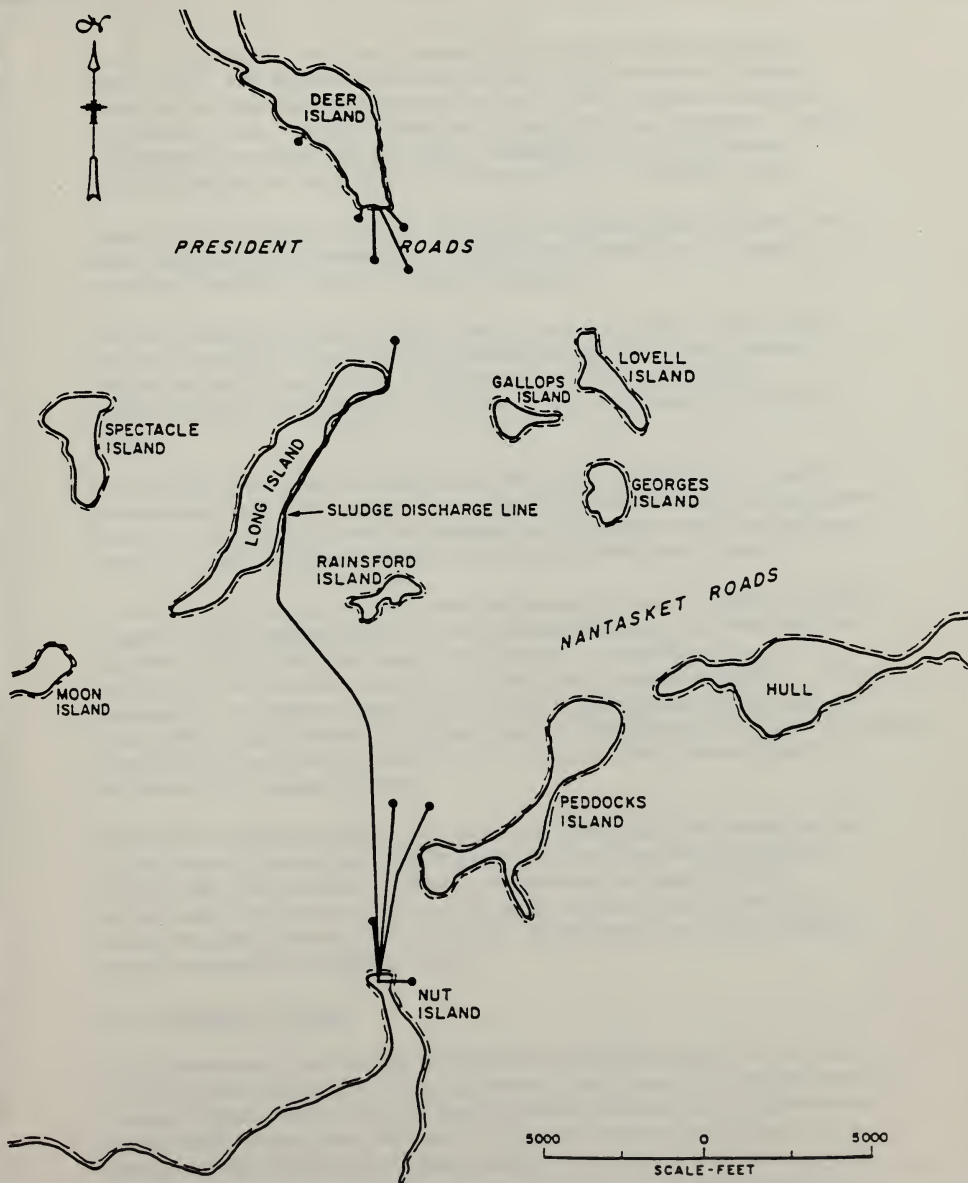 N
DEER
ISLAND
PRESIDENT ROADS
LOVELL
ISLAND
GALLOPS
ISLAND
SPECTACLE
ISLAND
LONG ISLAND
GEORGES
ISLAND
SLUDGE DISCHARGE LINE
RAINSFORD
ISLAND
NANTASKET ROADS
MOON
ISLAND
HULL
PEDDOCKS
ISLAND
NUT
ISLAND
5000 0 5000
SCALE-FEET